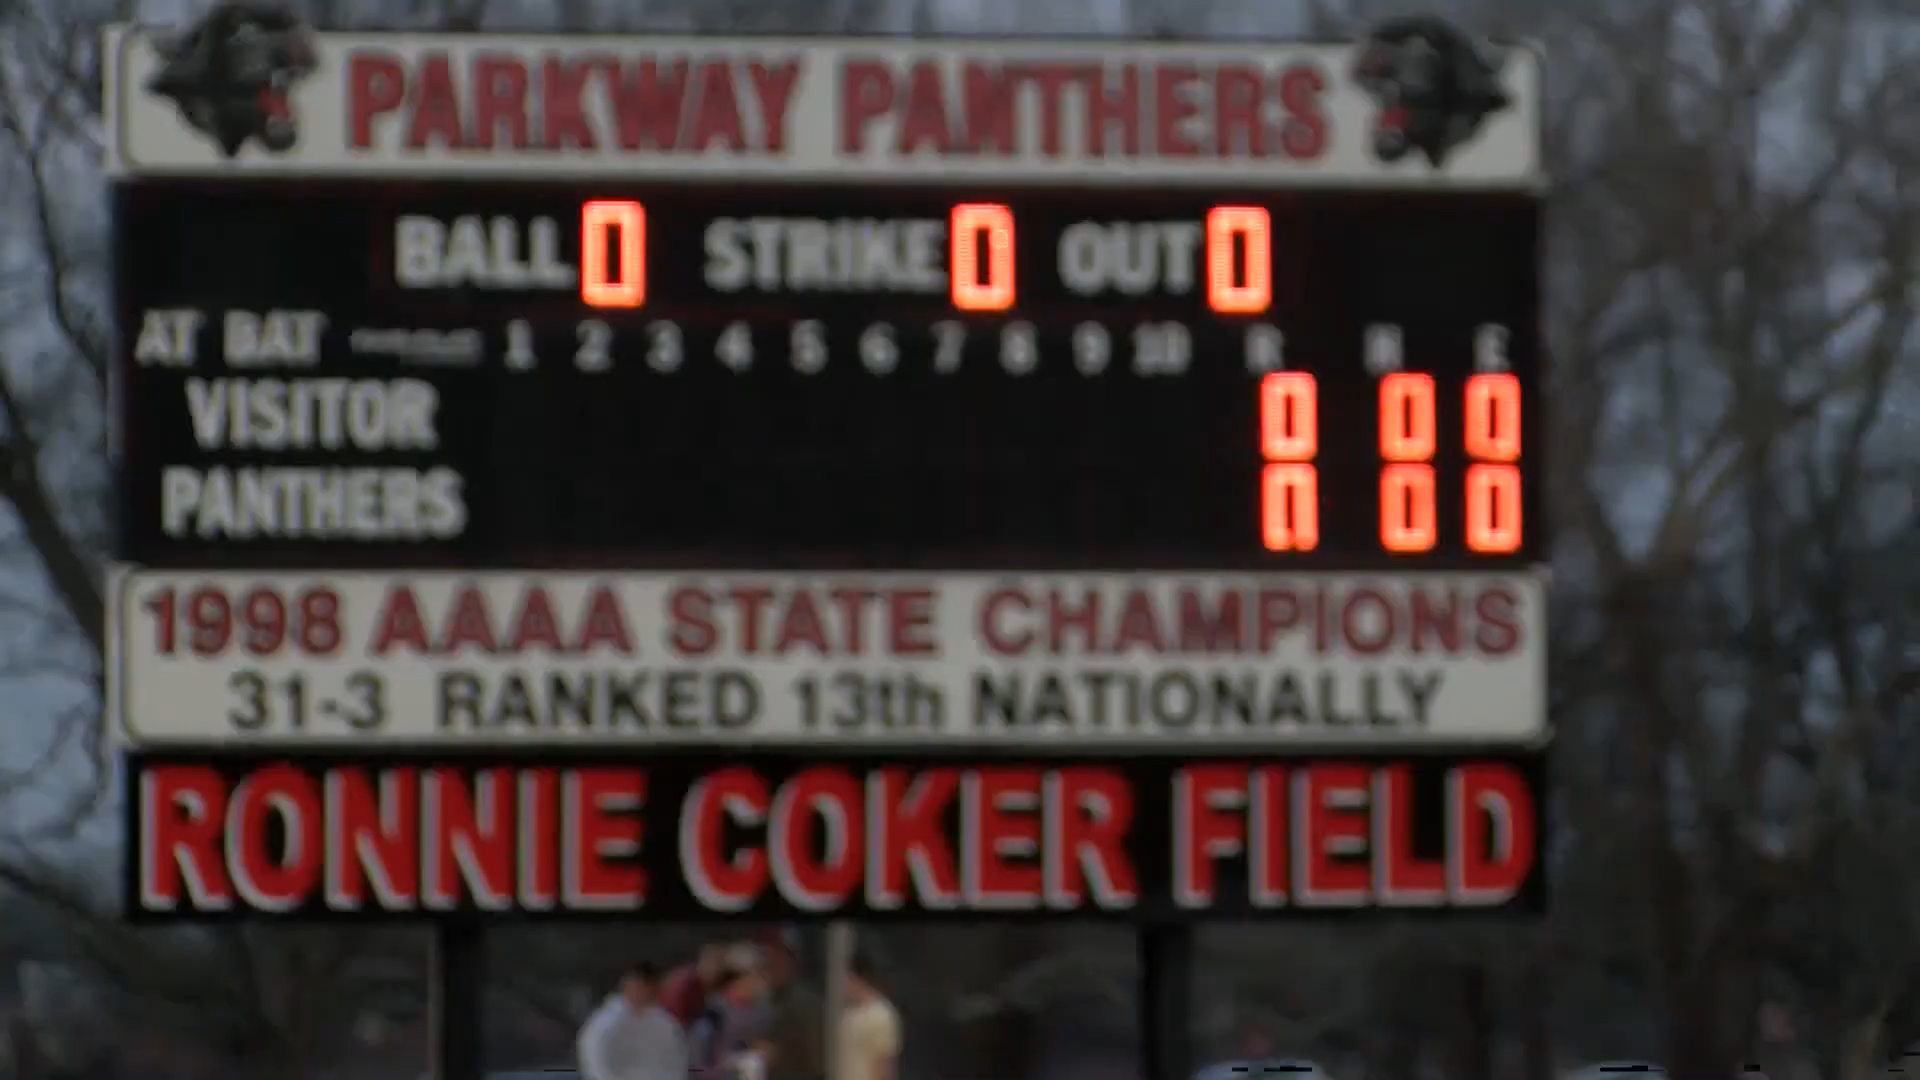 PARKWAY PANTHERS
BALL 0 STRIKE 0 OUT 0
AT BAT 1 2 3 4 5 6 7 8 9 10 R H E
VISITOR 0 0 0
PANTHERS 0 0 0
1998 AAAA STATE CHAMPIONS
31-3 RANKED 13th NATIONALLY
RONNIE COKER FIELD